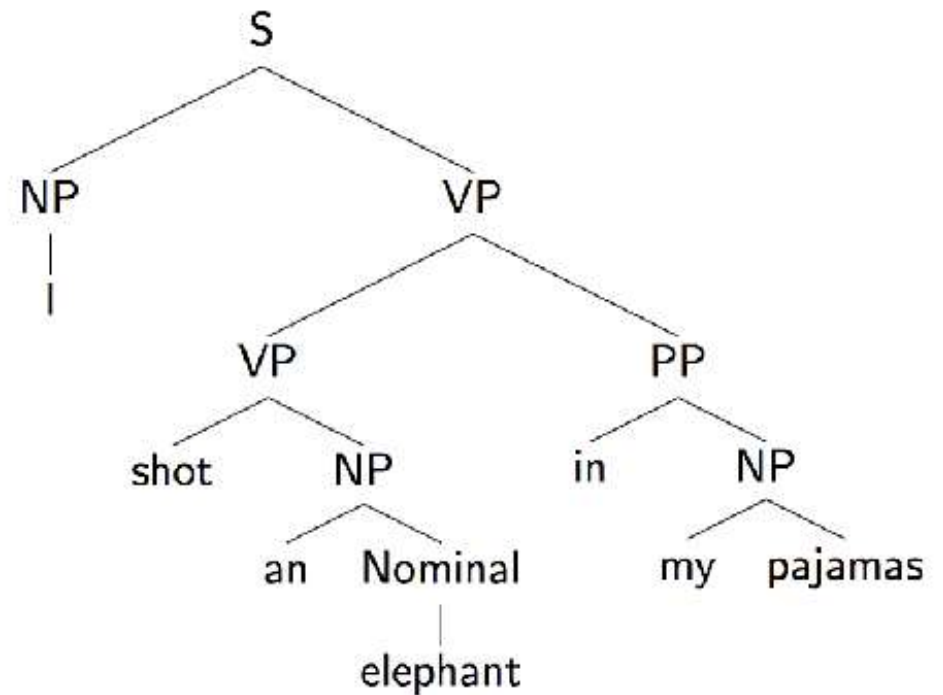 S
NP VP
I
VP PP
shot NP in NP
an Nominal my pajamas
elephant